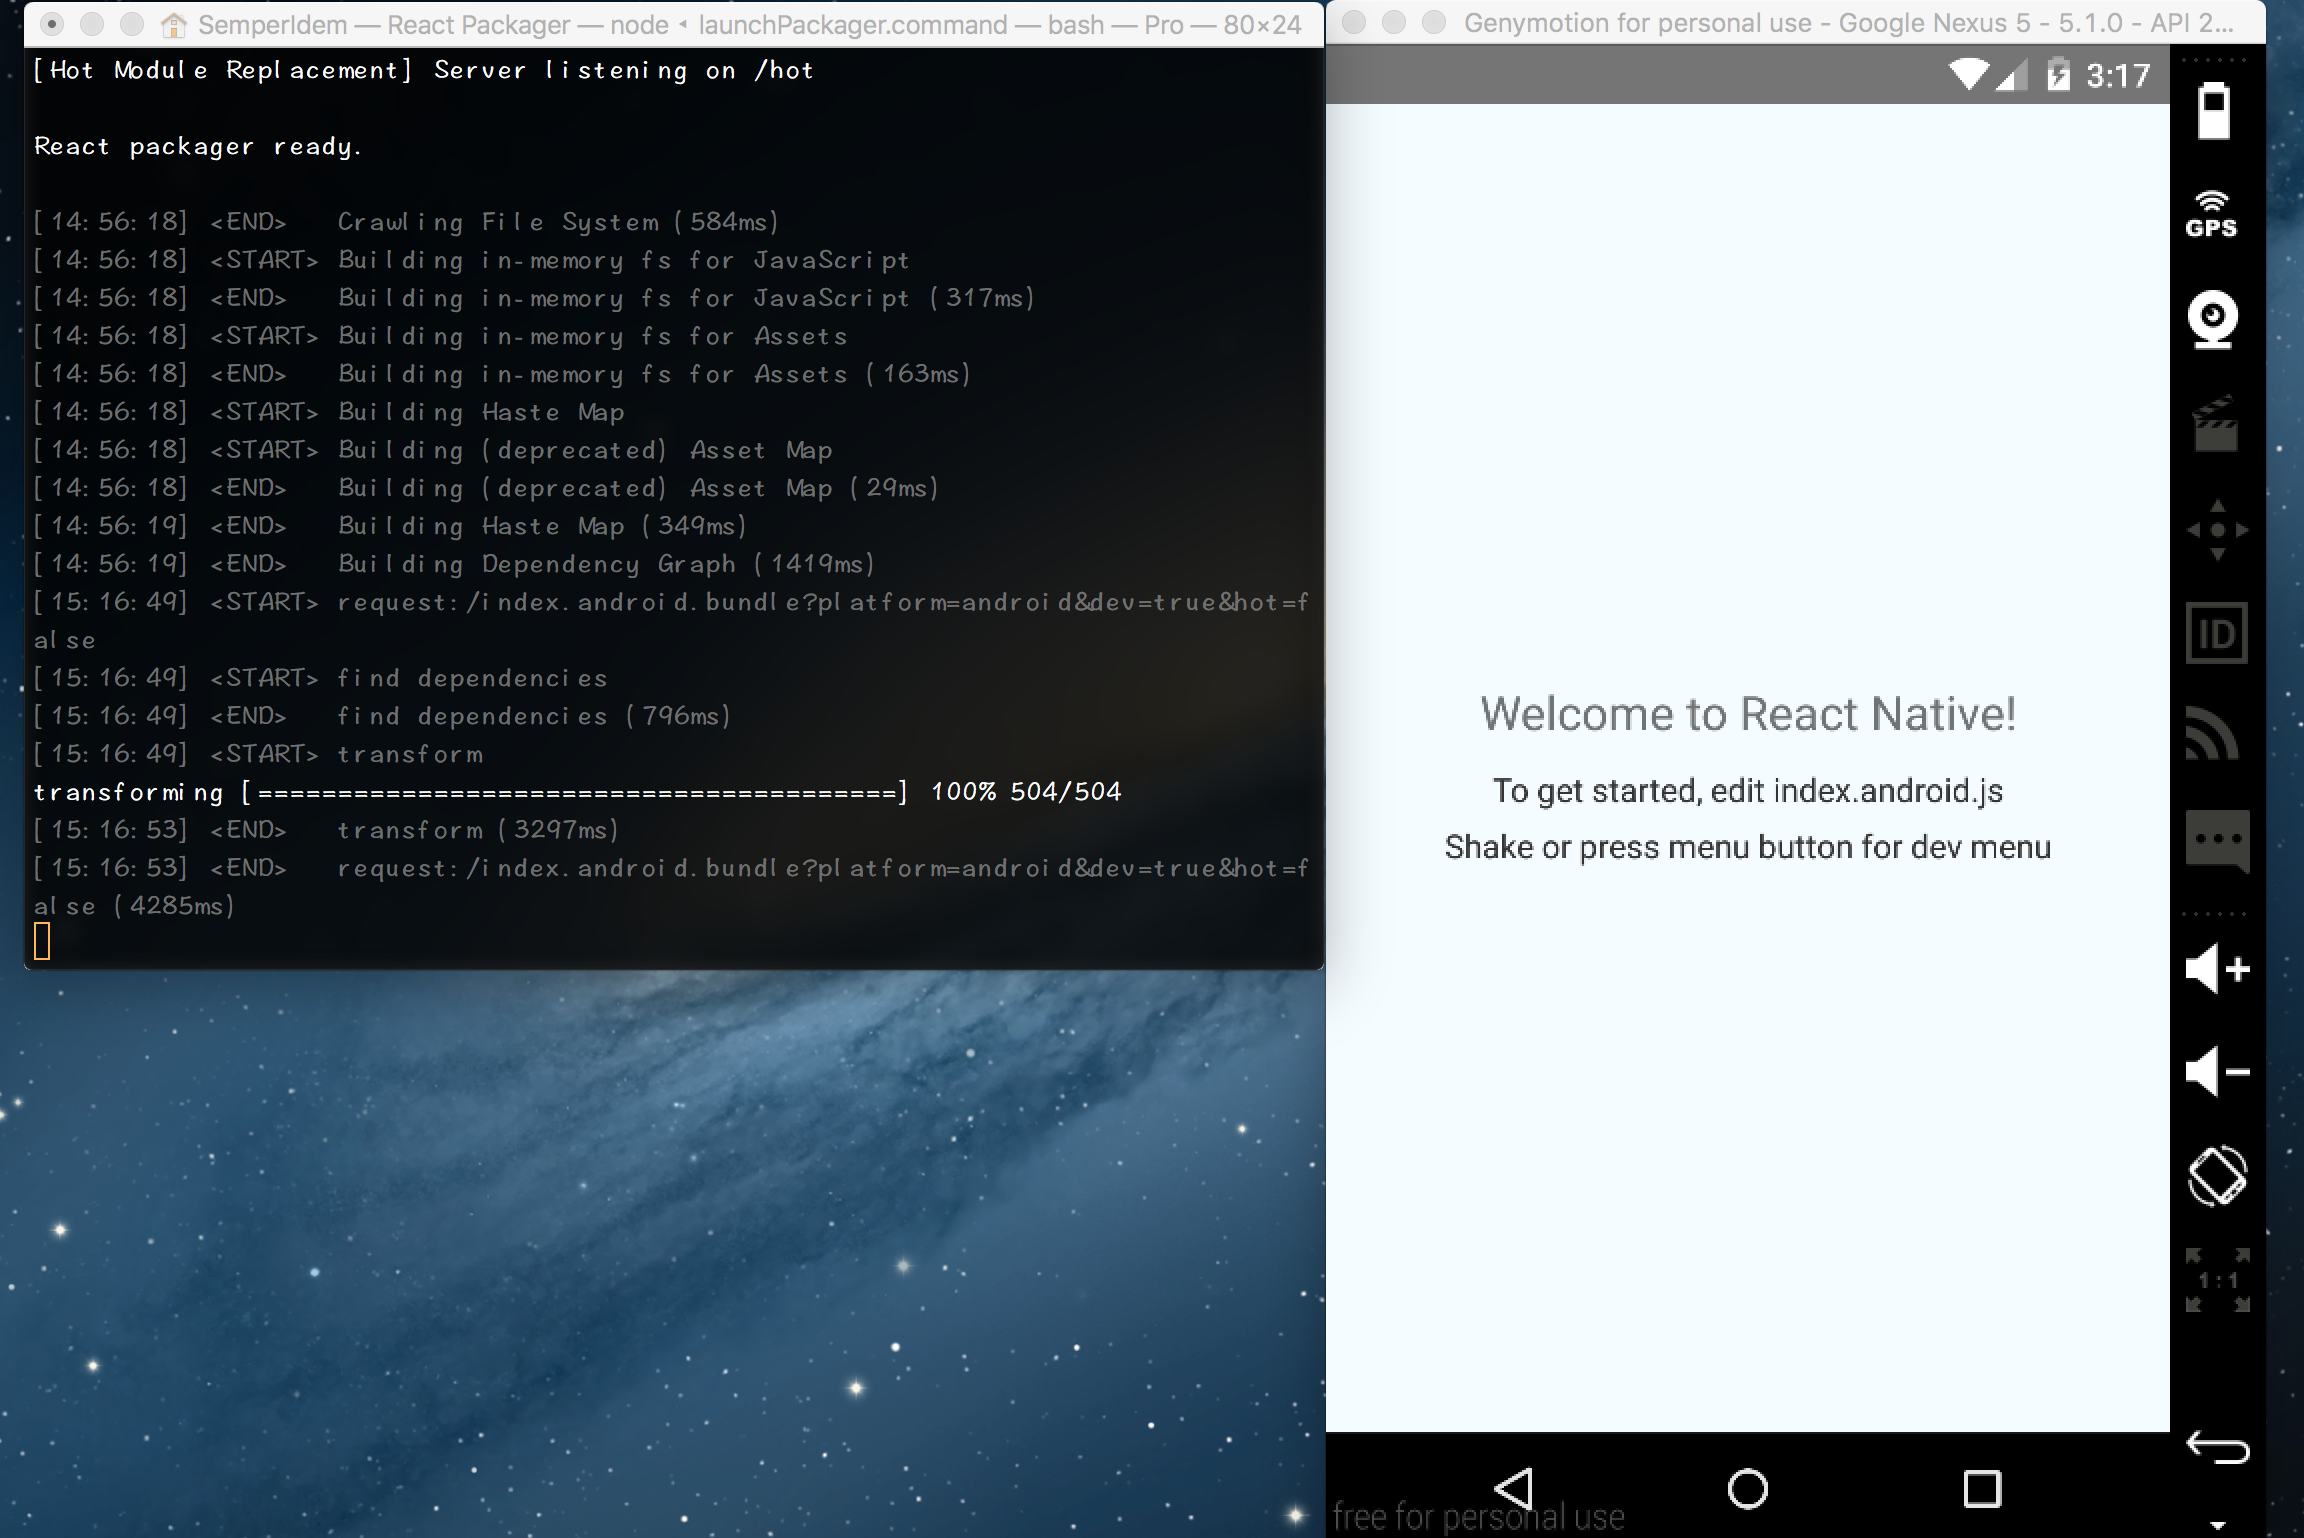 SemperIdem — React Packager — node ◂ launchPackager.command — bash — Pro — 80×24
[Hot Module Replacement] Server listening on /hot
React packager ready.
[14:56:18] <END>   Crawling File System (584ms)
[14:56:18] <START> Building in-memory fs for JavaScript
[14:56:18] <END>   Building in-memory fs for JavaScript (317ms)
[14:56:18] <START> Building in-memory fs for Assets
[14:56:18] <END>   Building in-memory fs for Assets (163ms)
[14:56:18] <START> Building Haste Map
[14:56:18] <START> Building (deprecated) Asset Map
[14:56:18] <END>   Building (deprecated) Asset Map (29ms)
[14:56:19] <END>   Building Haste Map (349ms)
[14:56:19] <END>   Building Dependency Graph (1419ms)
[15:16:49] <START> request:/index.android.bundle?platform=android&dev=true&hot=f
alse
[15:16:49] <START> find dependencies
[15:16:49] <END>   find dependencies (796ms)
[15:16:49] <START> transform
transforming [========================================] 100% 504/504
[15:16:53] <END>   transform (3297ms)
[15:16:53] <END>   request:/index.android.bundle?platform=android&dev=true&hot=f
alse (4285ms)
Genymotion for personal use - Google Nexus 5 - 5.1.0 - API 2...
3:17
Welcome to React Native!
To get started, edit index.android.js
Shake or press menu button for dev menu
free for personal use
GPS
ID
1:1